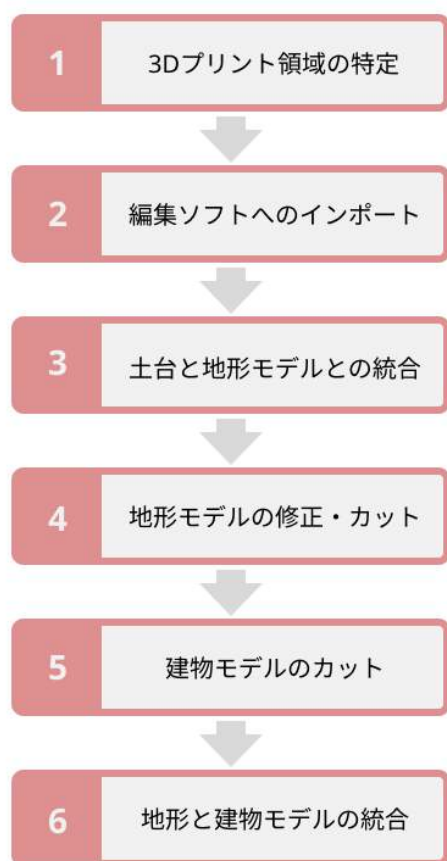 1 3Dプリント領域の特定
2 編集ソフトへのインポート
3 土台と地形モデルとの統合
4 地形モデルの修正・カット
5 建物モデルのカット
6 地形と建物モデルの統合